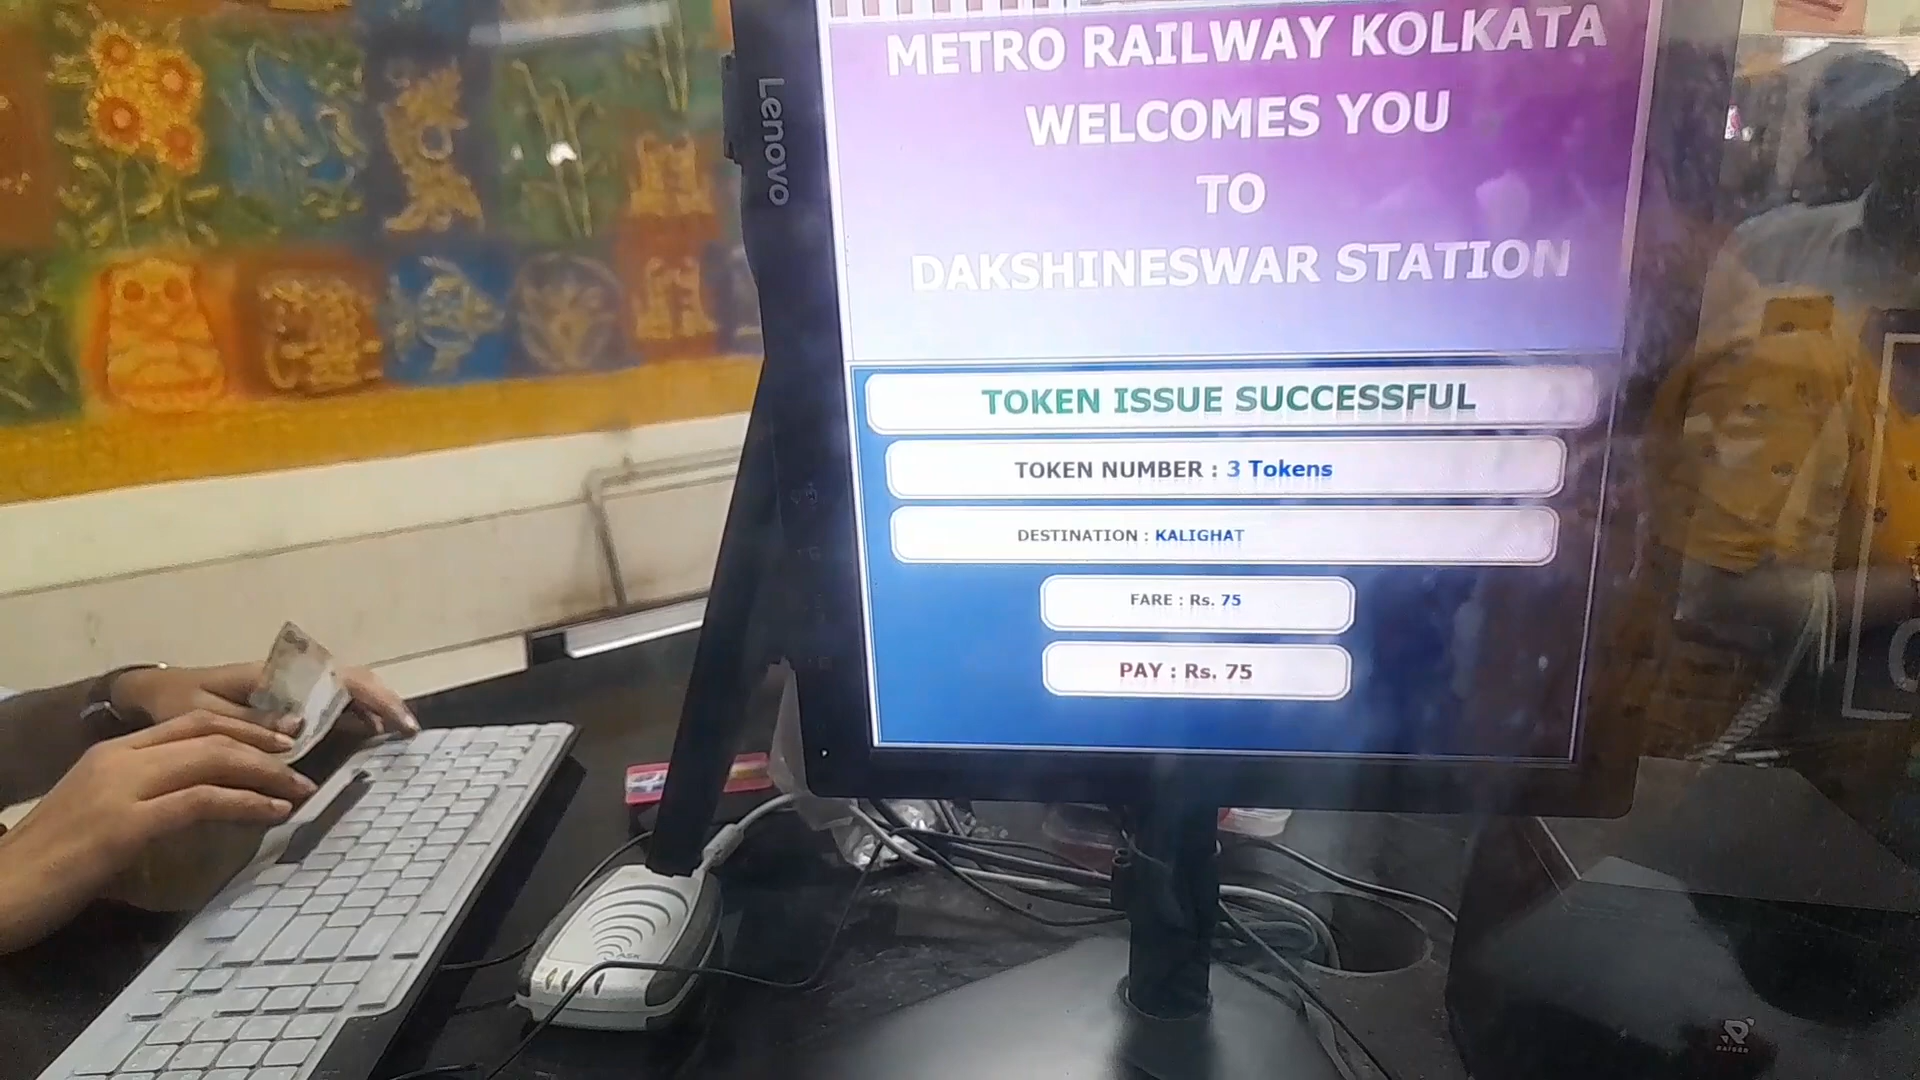 METRO RAILWAY KOLKATA
WELCOMES YOU
TO
DAKSHINESWAR STATION
TOKEN ISSUE SUCCESSFUL
TOKEN NUMBER : 3 Tokens
DESTINATION : KALIGHAT
FARE : Rs. 75
PAY : Rs. 75
Lenovo
ASK